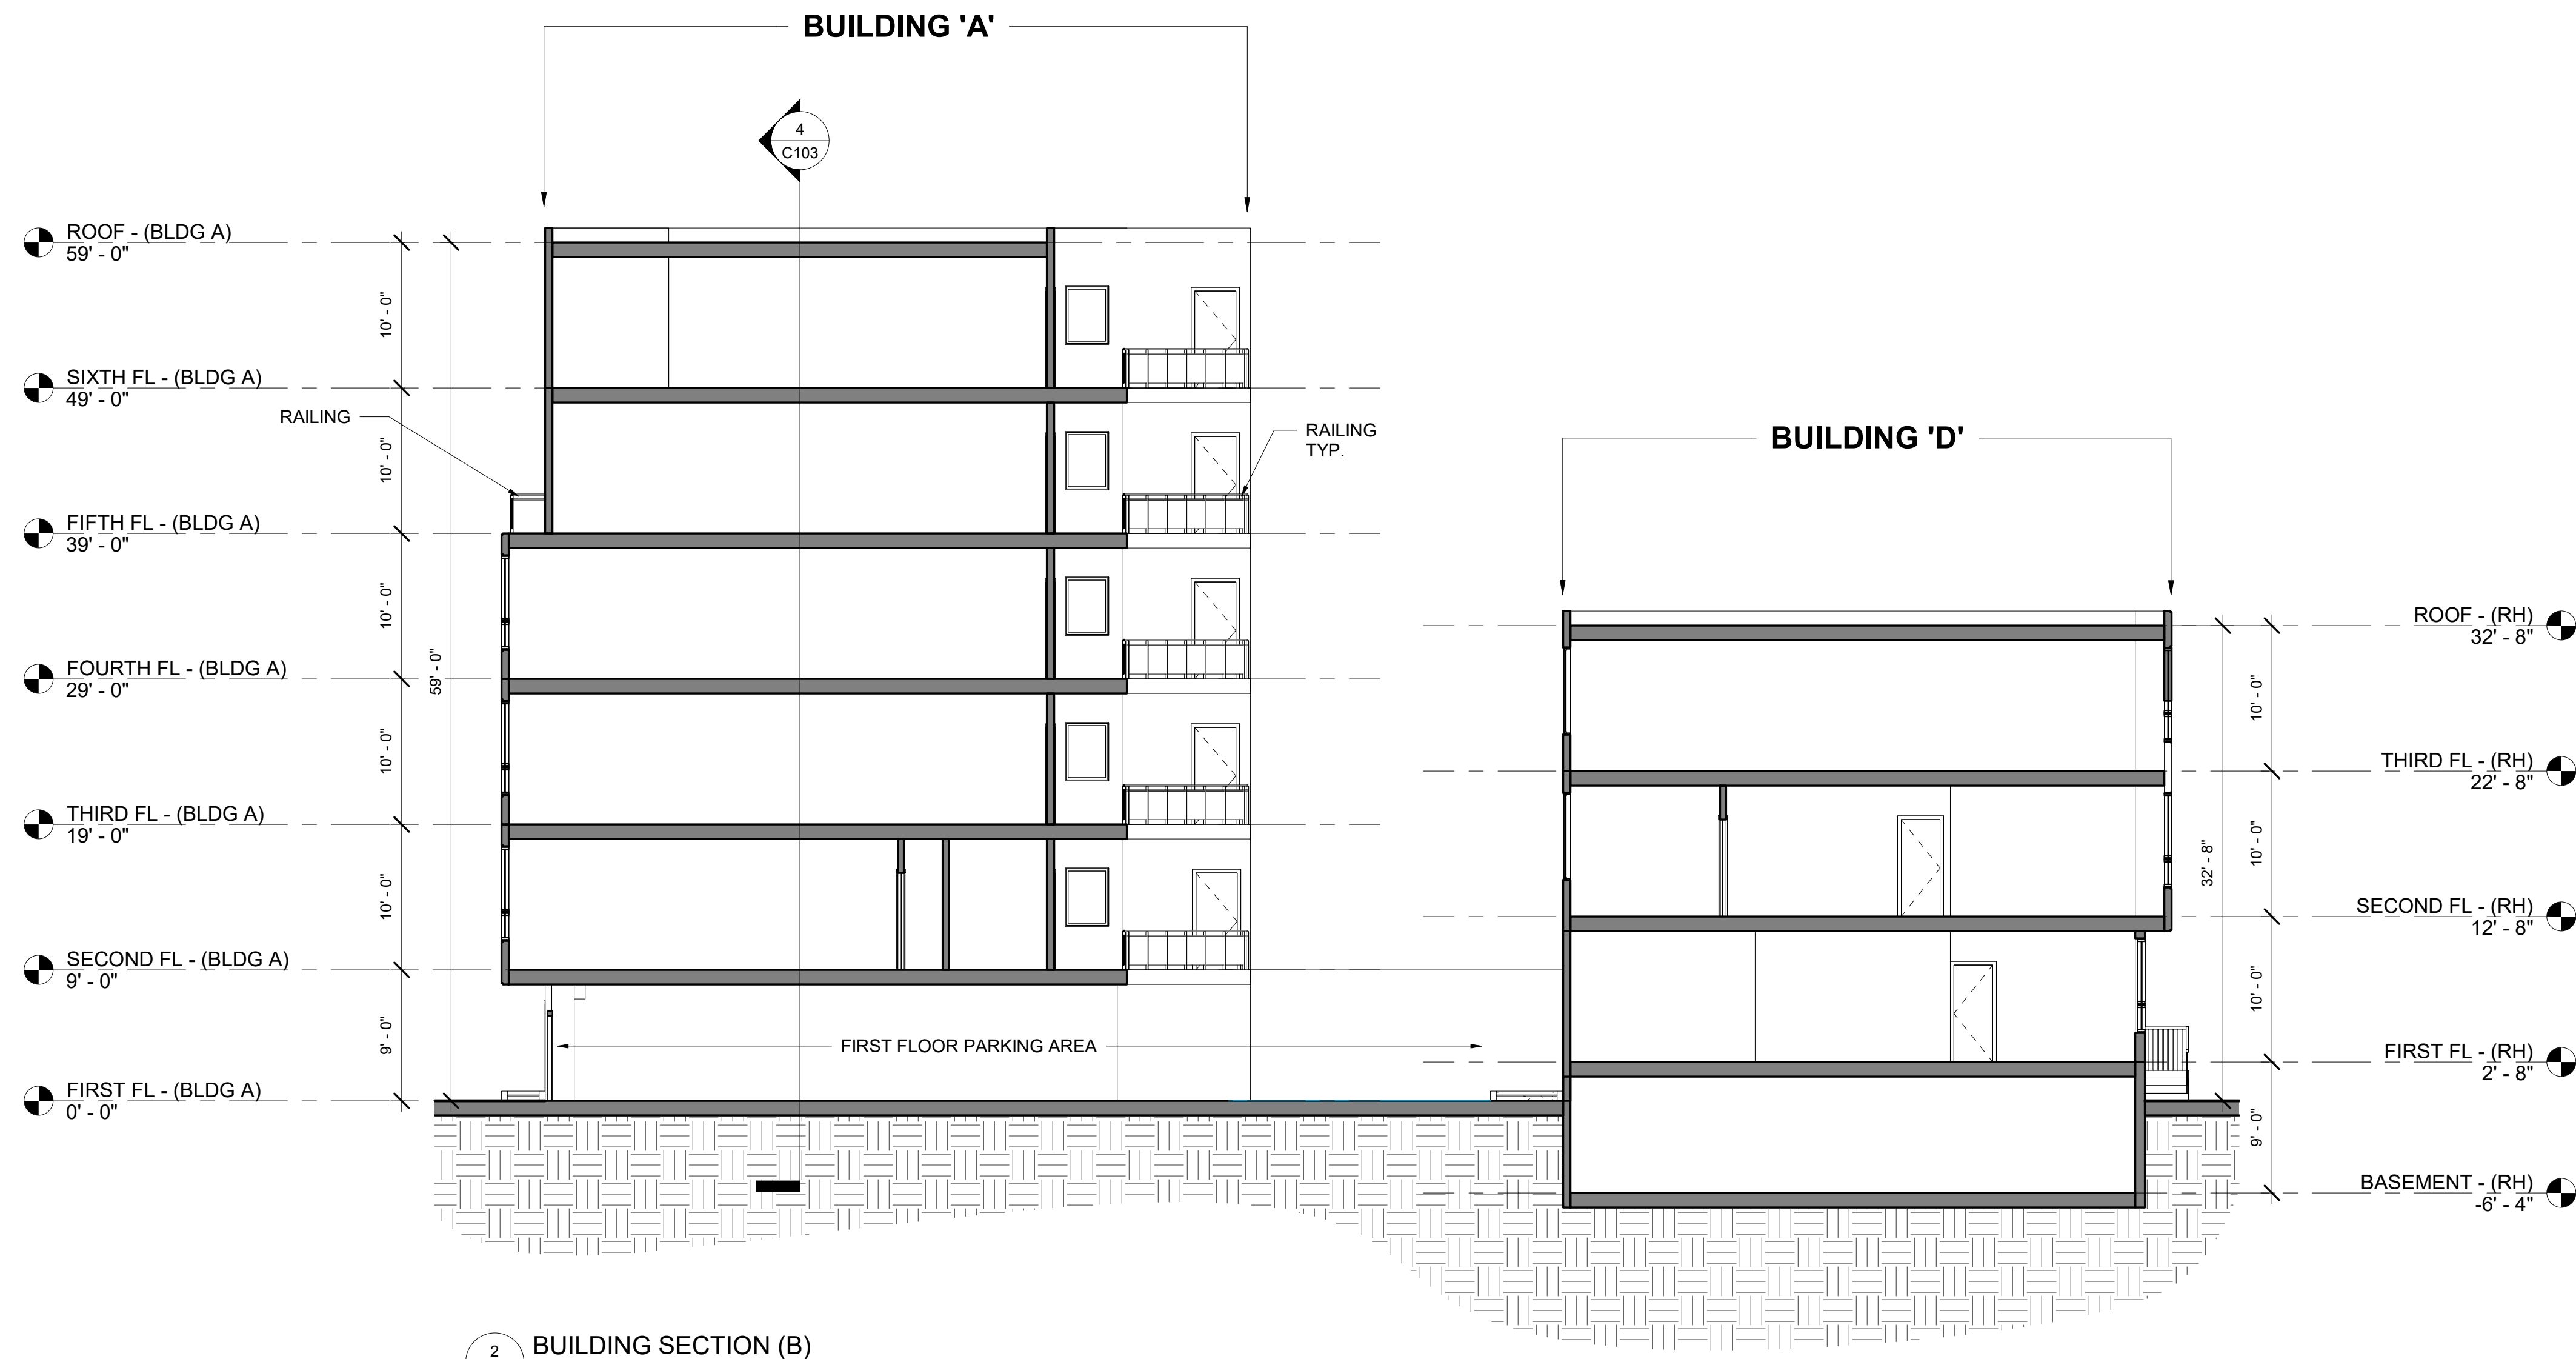 BUILDING 'A'
4
C103
ROOF - (BLDG A)
59' - 0"
10' - 0"
SIXTH FL - (BLDG A)
49' - 0"
RAILING
RAILING
TYP.
10' - 0"
BUILDING 'D'
FIFTH FL - (BLDG A)
39' - 0"
10' - 0"
FOURTH FL - (BLDG A)
29' - 0"
59' - 0"
10' - 0"
THIRD FL - (BLDG A)
19' - 0"
10' - 0"
SECOND FL - (BLDG A)
9' - 0"
9' - 0"
FIRST FLOOR PARKING AREA
FIRST FL - (BLDG A)
0' - 0"
ROOF - (RH)
32' - 8"
10' - 0"
THIRD FL - (RH)
22' - 8"
10' - 0"
32' - 8"
SECOND FL - (RH)
12' - 8"
10' - 0"
FIRST FL - (RH)
2' - 8"
9' - 0"
BASEMENT - (RH)
-6' - 4"
2
BUILDING SECTION (B)